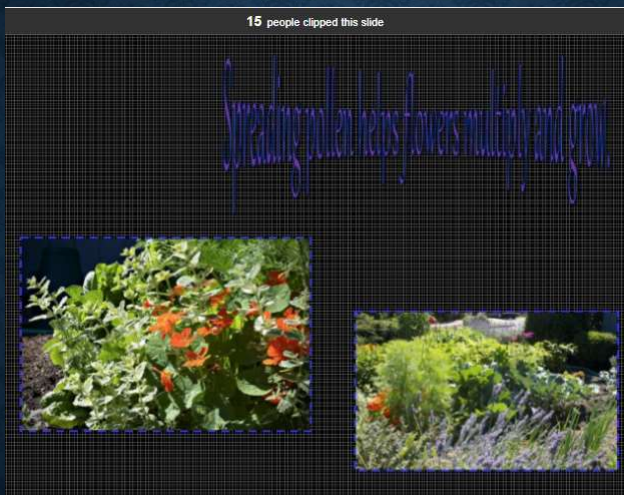 15 people clipped this slide
Spreading pollen helps flowers multiply and grow.